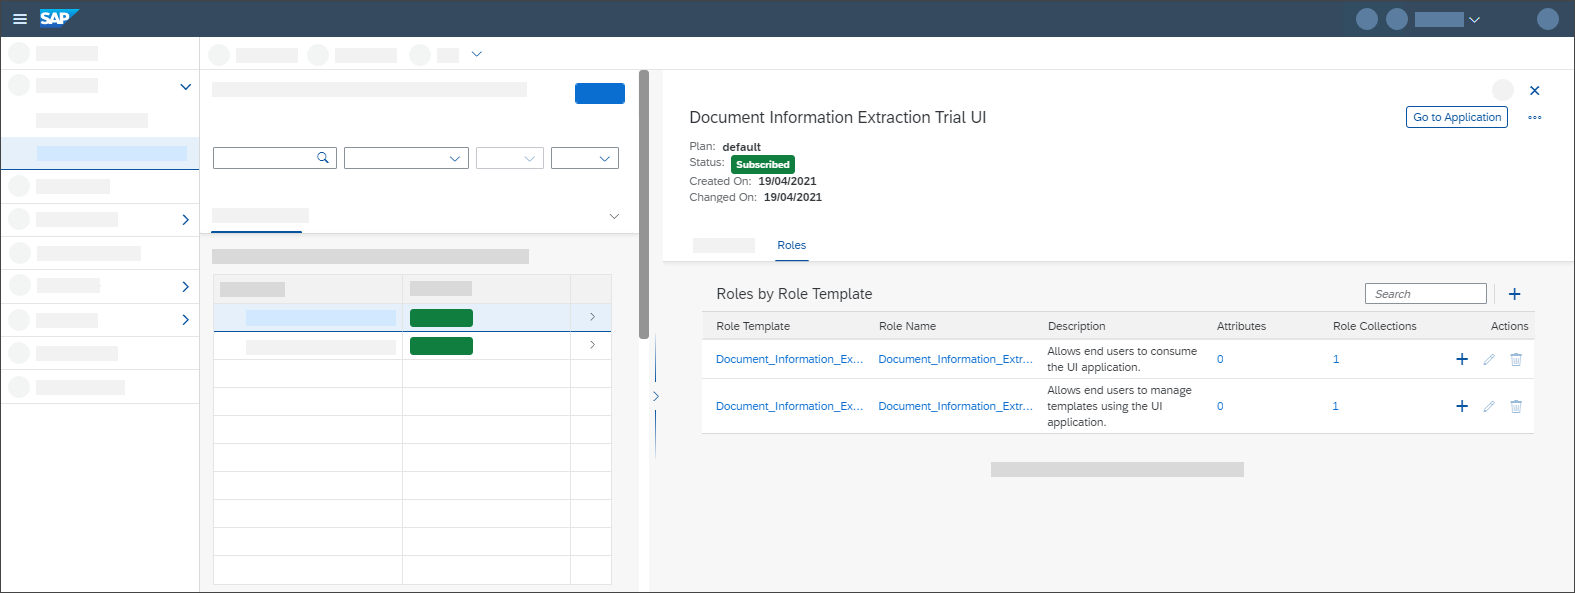 SAP
Document Information Extraction Trial UI
Go to Application
Plan: default
Status: Subscribed
Created On: 19/04/2021
Changed On: 19/04/2021
Roles
Roles by Role Template
Search
Role Template Role Name Description Attributes Role Collections Actions
Document_Information_Ex... Document_Information_Extr... Allows end users to consume
the UI application. 0 1
Document_Information_Ex... Document_Information_Extr... Allows end users to manage
templates using the UI 0 1
application.